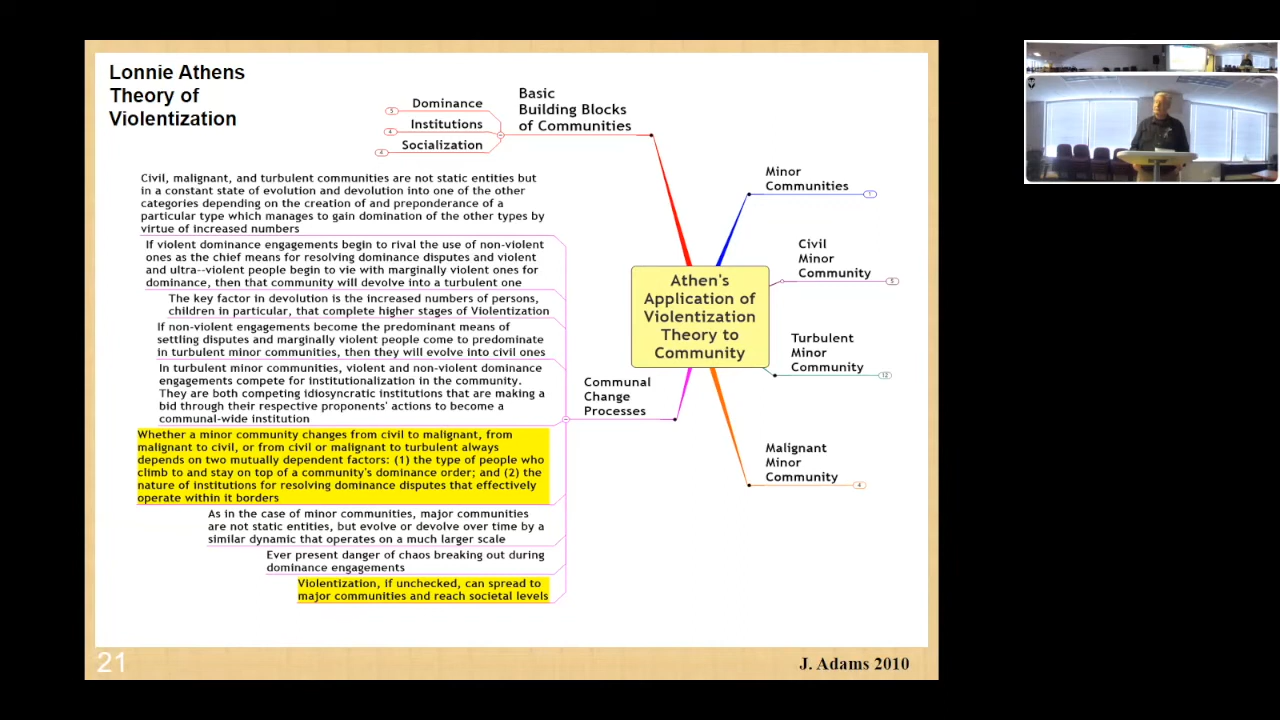 Lonnie Athens
Theory of
Violentization
Basic
Building Blocks
of Communities
Dominance
5
Institutions
4
Socialization
4
Civil, malignant, and turbulent communities are not static entities but
in a constant state of evolution and devolution into one of the other
categories depending on the creation of and preponderance of a
particular type which manages to gain domination of the other types by
virtue of increased numbers
If violent dominance engagements begin to rival the use of non-violent
ones as the chief means for resolving dominance disputes and violent
and ultra--violent people begin to vie with marginally violent ones for
dominance, then that community will devolve into a turbulent one
The key factor in devolution is the increased numbers of persons,
children in particular, that complete higher stages of Violentization
If non-violent engagements become the predominant means of
settling disputes and marginally violent people come to predominate
in turbulent minor communities, then they will evolve into civil ones
In turbulent minor communities, violent and non-violent dominance
engagements compete for institutionalization in the community.
They are both competing idiosyncratic institutions that are making a
bid through their respective proponents' actions to become a
communal-wide institution
Whether a minor community changes from civil to malignant, from
malignant to civil, or from civil or malignant to turbulent always
depends on two mutually dependent factors: (1) the type of people who
climb to and stay on top of a community's dominance order; and (2) the
nature of institutions for resolving dominance disputes that effectively
operate within it borders
As in the case of minor communities, major communities
are not static entities, but evolve or devolve over time by a
similar dynamic that operates on a much larger scale
Ever present danger of chaos breaking out during
dominance engagements
Violentization, if unchecked, can spread to
major communities and reach societal levels
Communal
Change
Processes
Athen's
Application of
Violentization
Theory to
Community
Minor
Communities
1
Civil
Minor
Community
Turbulent
Minor
Community
12
Malignant
Minor
Community
4
21
J. Adams 2010